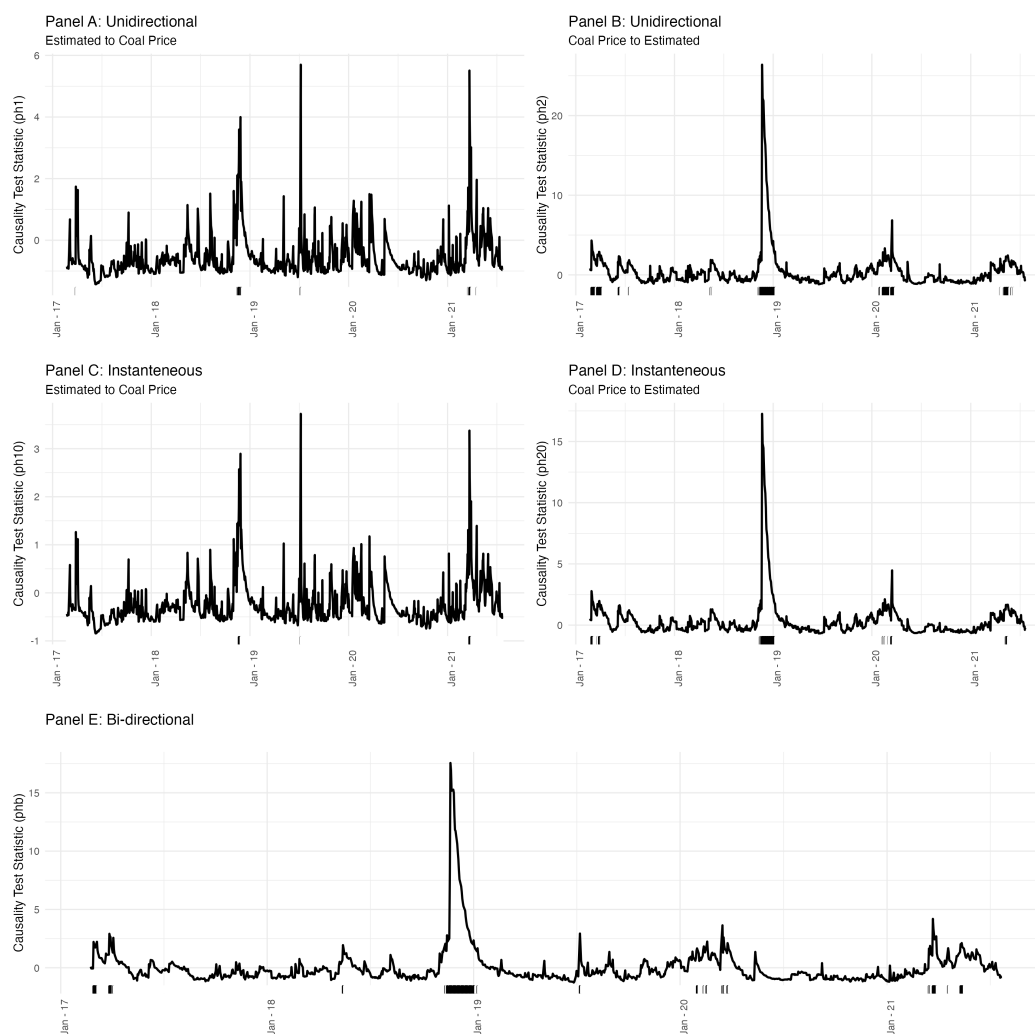 Panel A: Unidirectional
Estimated to Coal Price
Causality Test Statistic (ph1)
6
4
2
0
Jan - 17
Jan - 18
Jan - 19
Jan - 20
Jan - 21
Panel B: Unidirectional
Coal Price to Estimated
Causality Test Statistic (ph2)
20
10
0
Jan - 17
Jan - 18
Jan - 19
Jan - 20
Jan - 21
Panel C: Instanteneous
Estimated to Coal Price
Causality Test Statistic (ph10)
3
2
1
0
-1
Jan - 17
Jan - 18
Jan - 19
Jan - 20
Jan - 21
Panel D: Instanteneous
Coal Price to Estimated
Causality Test Statistic (ph20)
15
10
5
0
Jan - 17
Jan - 18
Jan - 19
Jan - 20
Jan - 21
Panel E: Bi-directional
Causality Test Statistic (phb)
15
10
5
0
Jan - 17
Jan - 18
Jan - 19
Jan - 20
Jan - 21